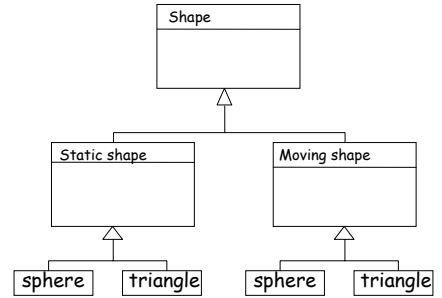 Shape
Static shape
Moving shape
sphere
triangle
sphere
triangle